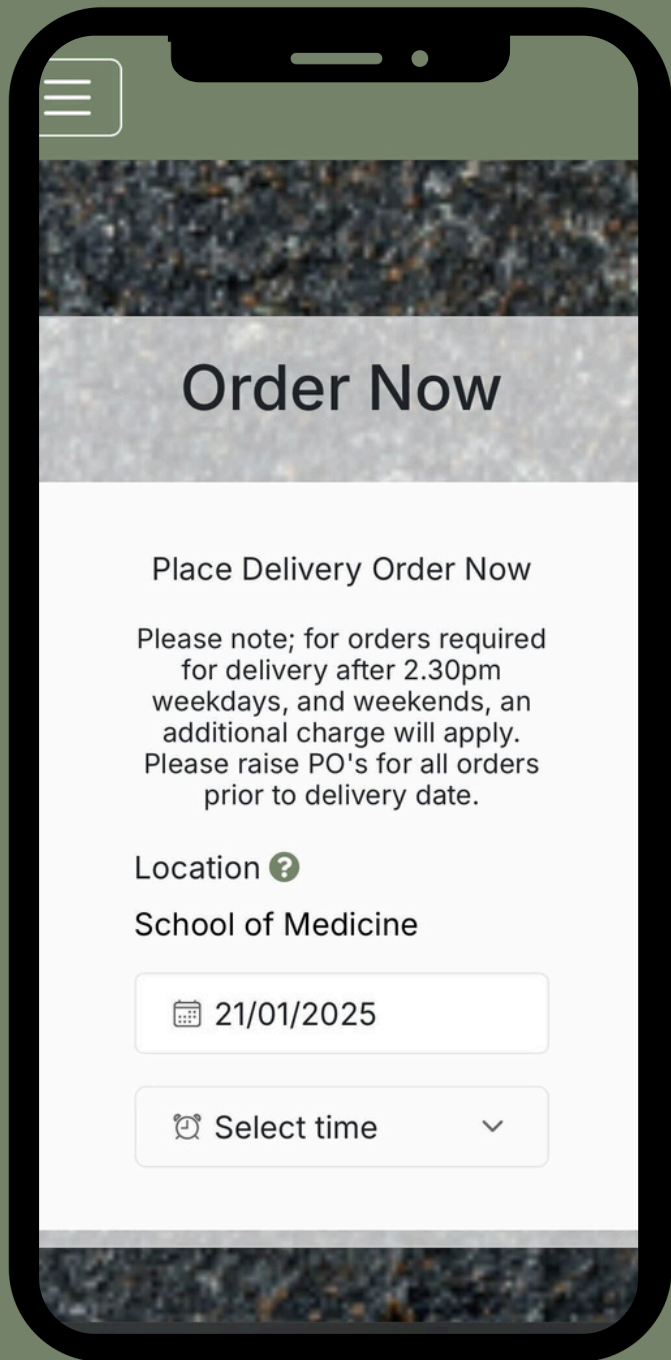 Order Now
Place Delivery Order Now
Please note; for orders required
for delivery after 2.30pm
weekdays, and weekends, an
additional charge will apply.
Please raise PO's for all orders
prior to delivery date.
Location ?
School of Medicine
21/01/2025
Select time